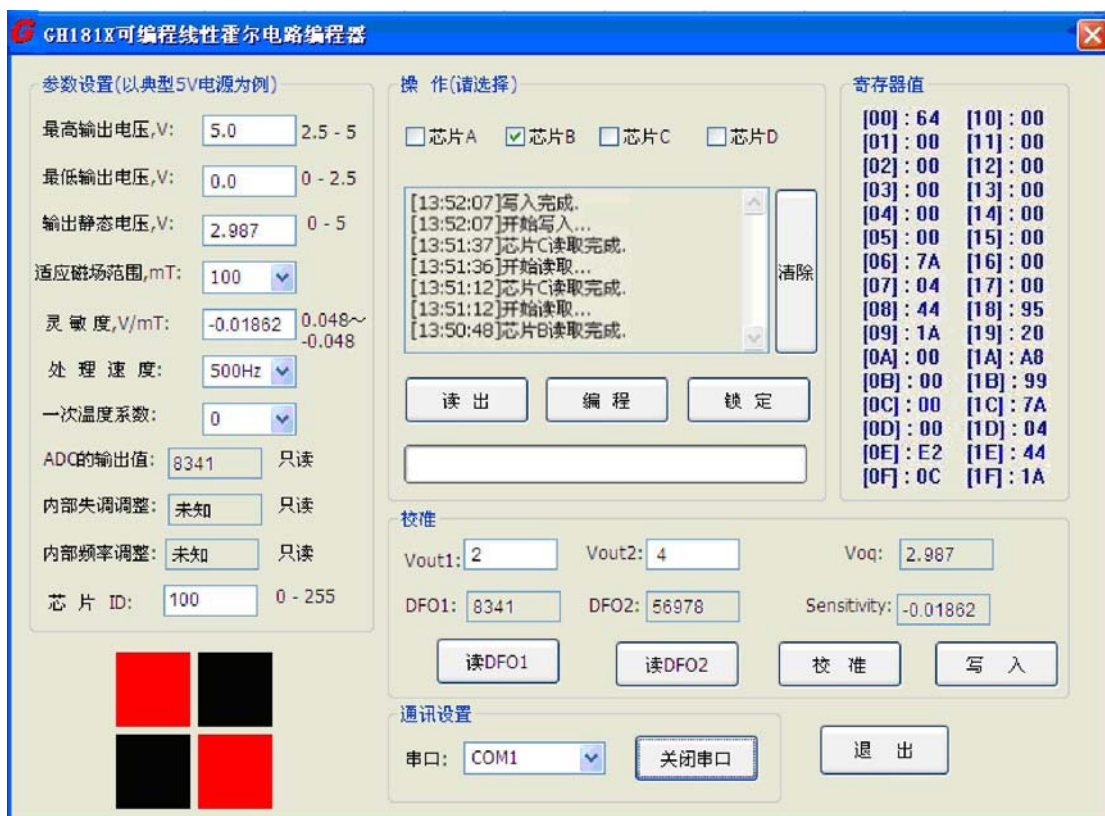 G GH181X可编程线性霍尔电路编程器
参数设置(以典型5V电源为例)
最高输出电压,V: 5.0 2.5 - 5
最低输出电压,V: 0.0 0 - 2.5
输出静态电压,V: 2.987 0 - 5
适应磁场范围,mT: 100
灵 敏 度,V/mT: -0.01862 0.048~
-0.048
处 理 速 度: 500Hz
一次温度系数: 0
ADC的输出值: 8341 只读
内部失调调整: 未知 只读
内部频率调整: 未知 只读
芯 片 ID: 100 0 - 255
操 作(请选择)
芯片A 芯片B 芯片C 芯片D
[13:52:07]写入完成.
[13:52:07]开始写入...
[13:51:37]芯片C读取完成.
[13:51:36]开始读取...
[13:51:12]芯片C读取完成.
[13:51:12]开始读取...
[13:50:48]芯片B读取完成.
清除
读 出 编 程 锁 定
寄存器值
[00] : 64 [10] : 00
[01] : 00 [11] : 00
[02] : 00 [12] : 00
[03] : 00 [13] : 00
[04] : 00 [14] : 00
[05] : 00 [15] : 00
[06] : 7A [16] : 00
[07] : 04 [17] : 00
[08] : 44 [18] : 95
[09] : 1A [19] : 20
[0A] : 00 [1A] : A8
[0B] : 00 [1B] : 99
[0C] : 00 [1C] : 7A
[0D] : 00 [1D] : 04
[0E] : E2 [1E] : 44
[0F] : 0C [1F] : 1A
校准
Vout1: 2 Vout2: 4 Voq: 2.987
DFO1: 8341 DFO2: 56978 Sensitivity: -0.01862
读DFO1 读DFO2 校 准 写 入
通讯设置
串口: COM1 关闭串口
退 出